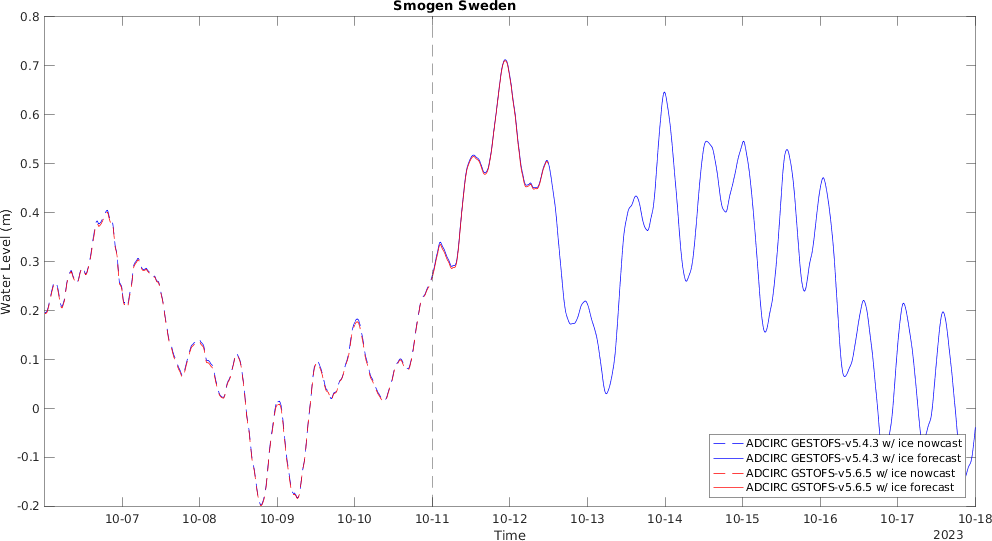 Smogen Sweden
0.8
0.7
0.6
0.5
0.4
0.3
0.2
0.1
0
-0.1
-0.2
Water Level (m)
10-07 10-08 10-09 10-10 10-11 10-12 10-13 10-14 10-15 10-16 10-17 10-18
Time
2023
ADCIRC GESTOFS-v5.4.3 w/ ice nowcast
ADCIRC GESTOFS-v5.4.3 w/ ice forecast
ADCIRC GSTOFS-v5.6.5 w/ ice nowcast
ADCIRC GSTOFS-v5.6.5 w/ ice forecast